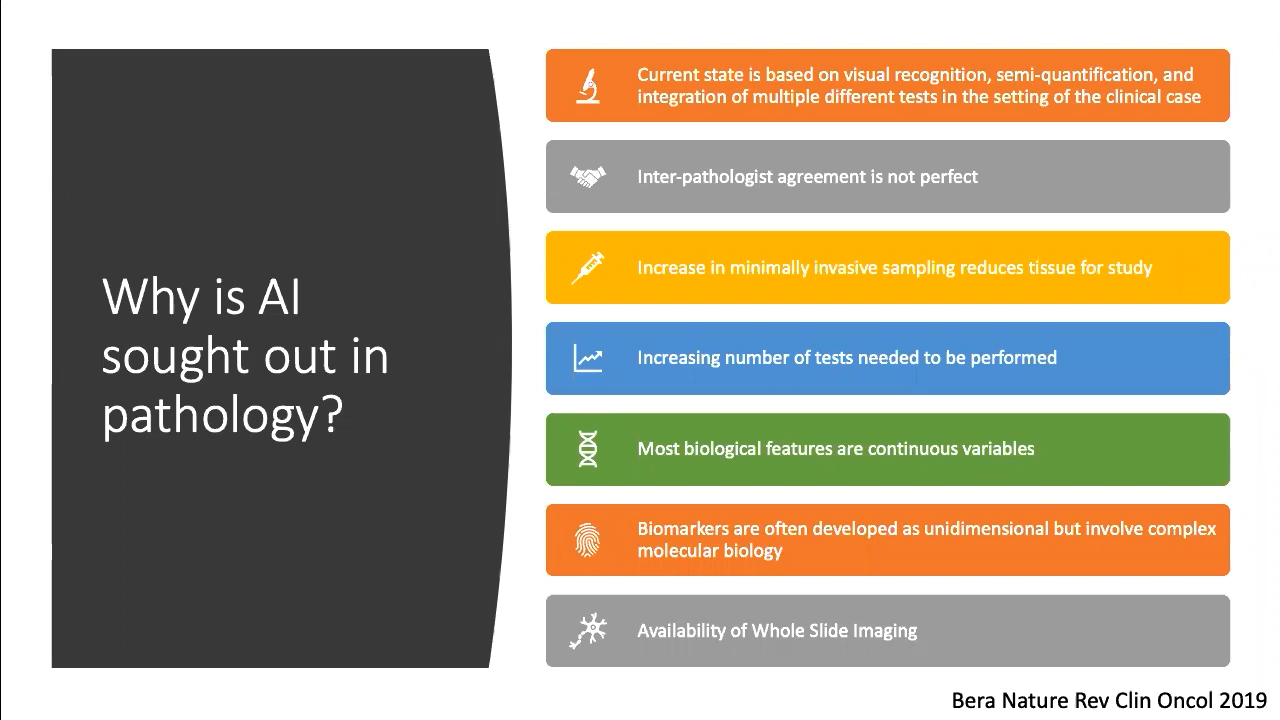 Why is AI
sought out in
pathology?
Current state is based on visual recognition, semi-quantification, and
integration of multiple different tests in the setting of the clinical case
Inter-pathologist agreement is not perfect
Increase in minimally invasive sampling reduces tissue for study
Increasing number of tests needed to be performed
Most biological features are continuous variables
Biomarkers are often developed as unidimensional but involve complex
molecular biology
Availability of Whole Slide Imaging
Bera Nature Rev Clin Oncol 2019